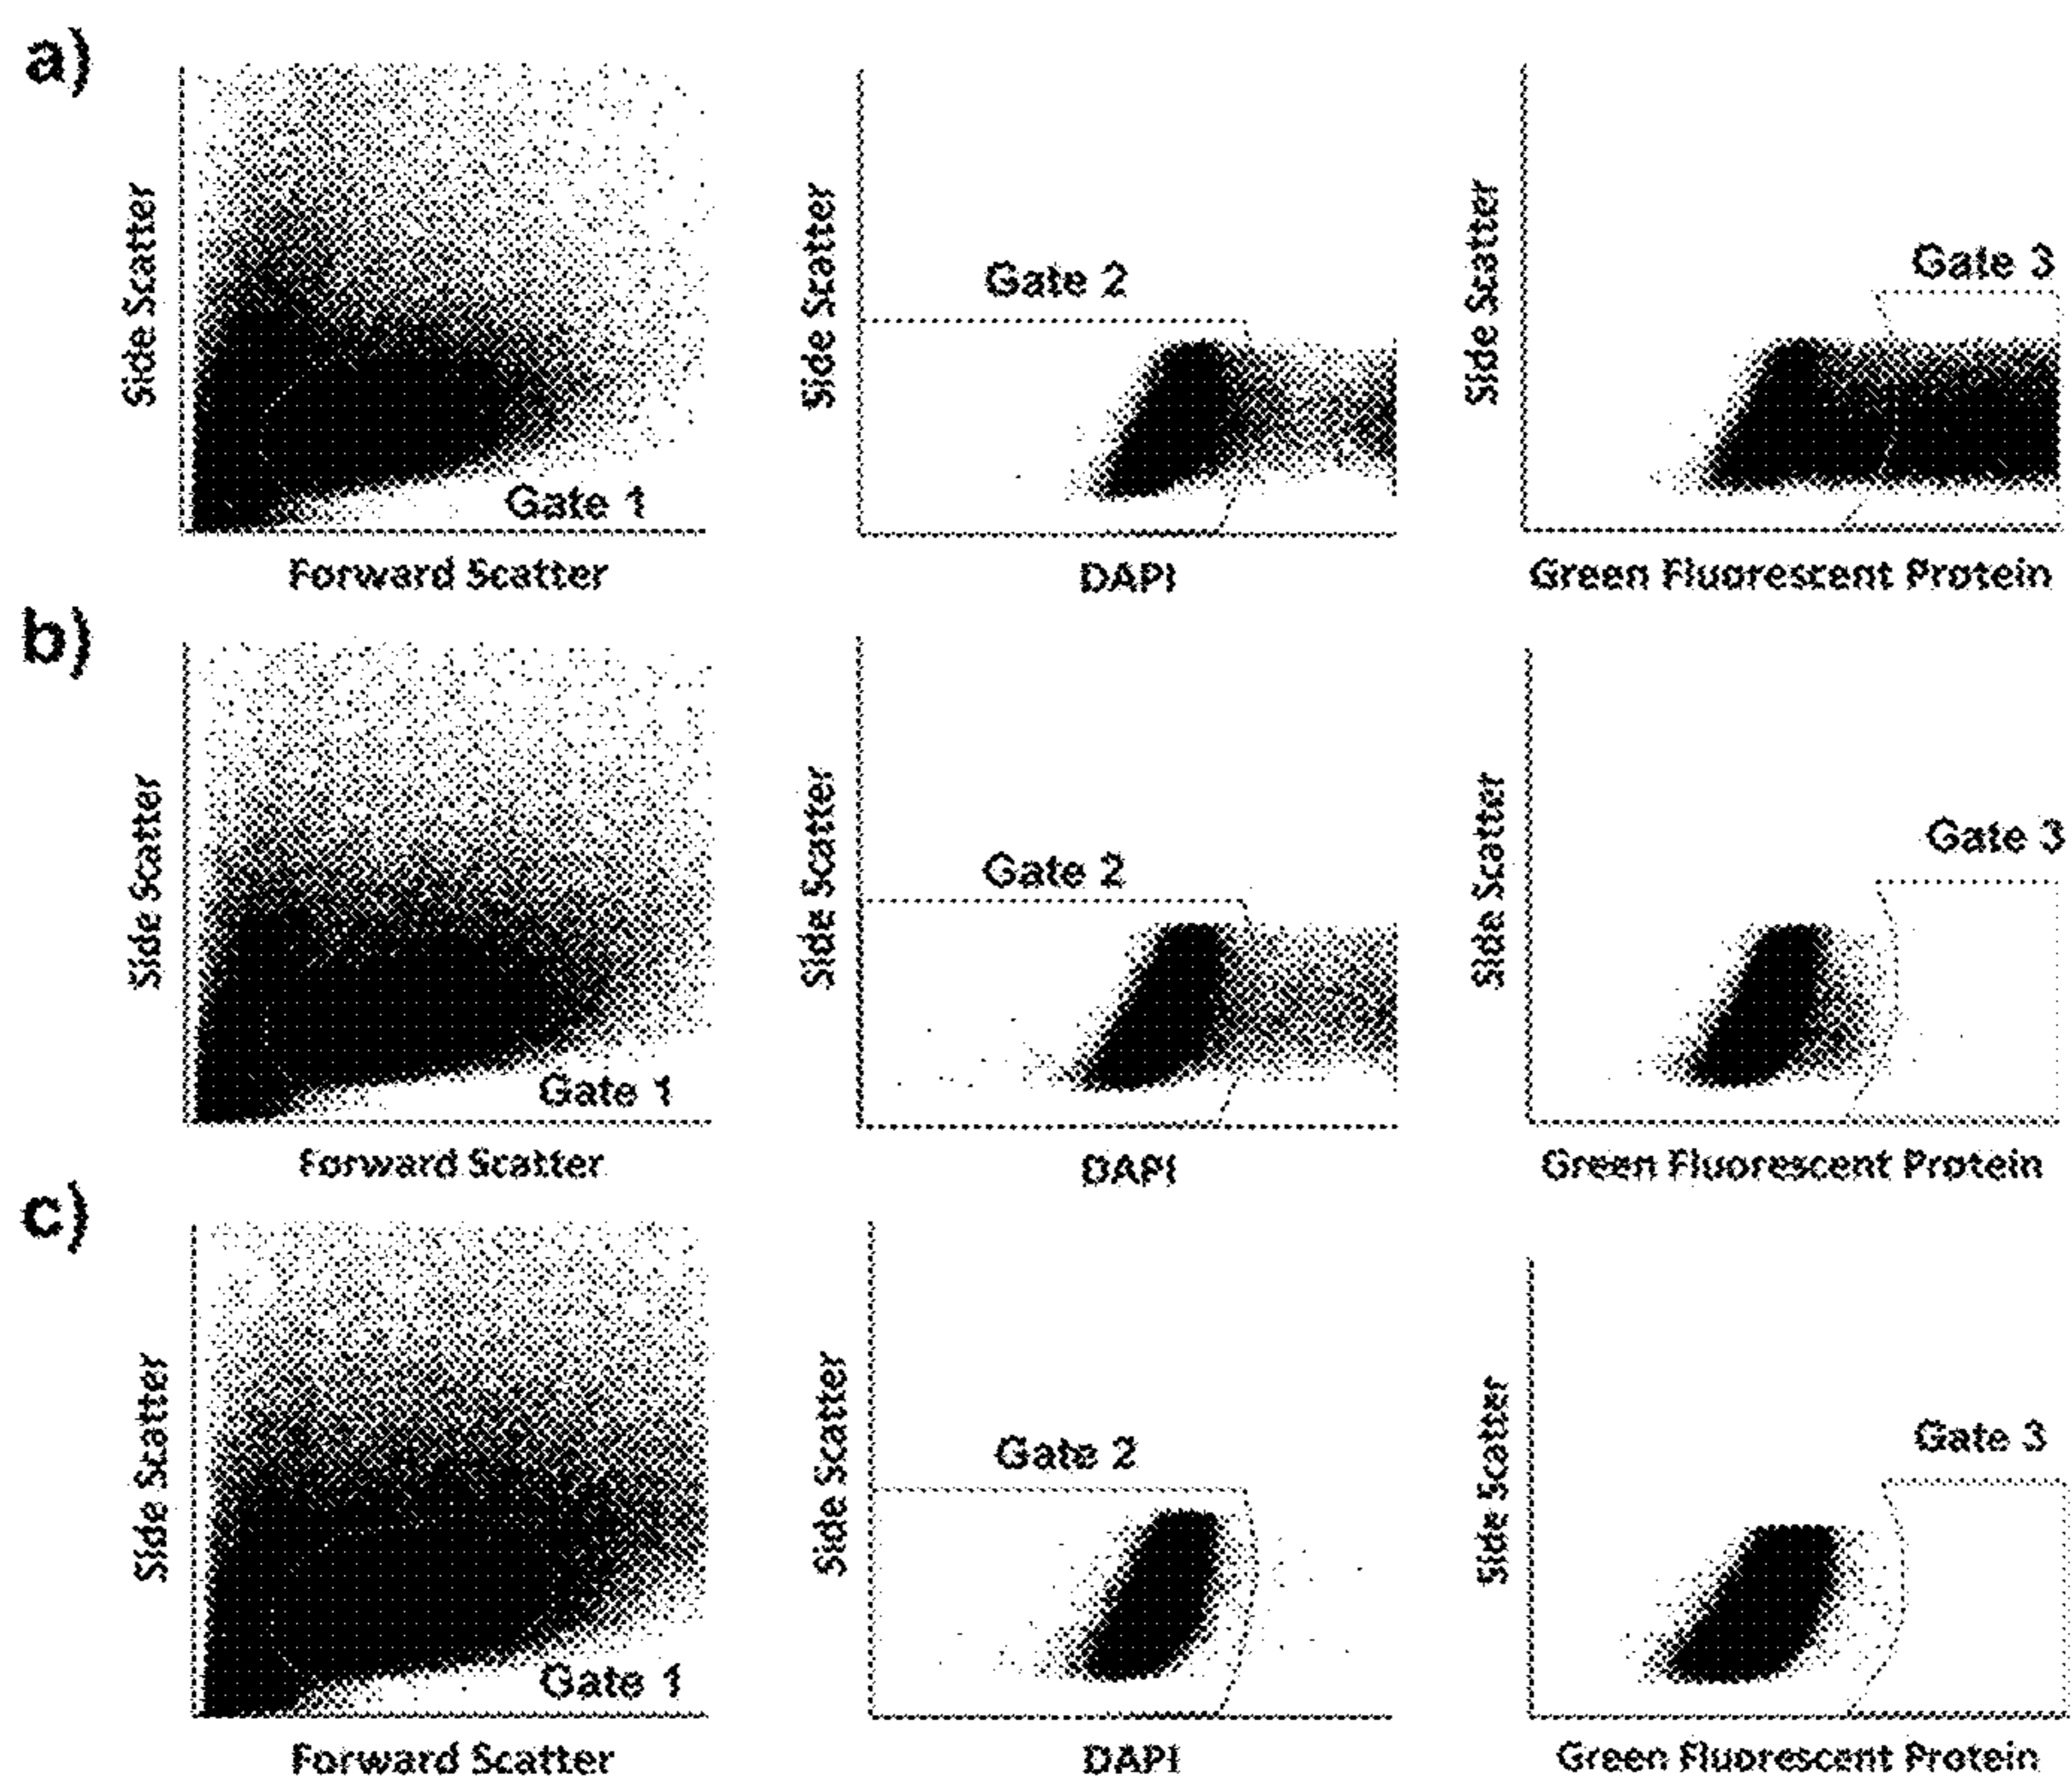 a)
Side Scatter
Gate 1
Forward Scatter
Side Scatter
Gate 2
DAPI
Side Scatter
Gate 3
Green Fluorescent Protein
b)
Side Scatter
Gate 1
Forward Scatter
Side Scatter
Gate 2
DAPI
Side Scatter
Gate 3
Green Fluorescent Protein
c)
Side Scatter
Gate 1
Forward Scatter
Side Scatter
Gate 2
DAPI
Side Scatter
Gate 3
Green Fluorescent Protein